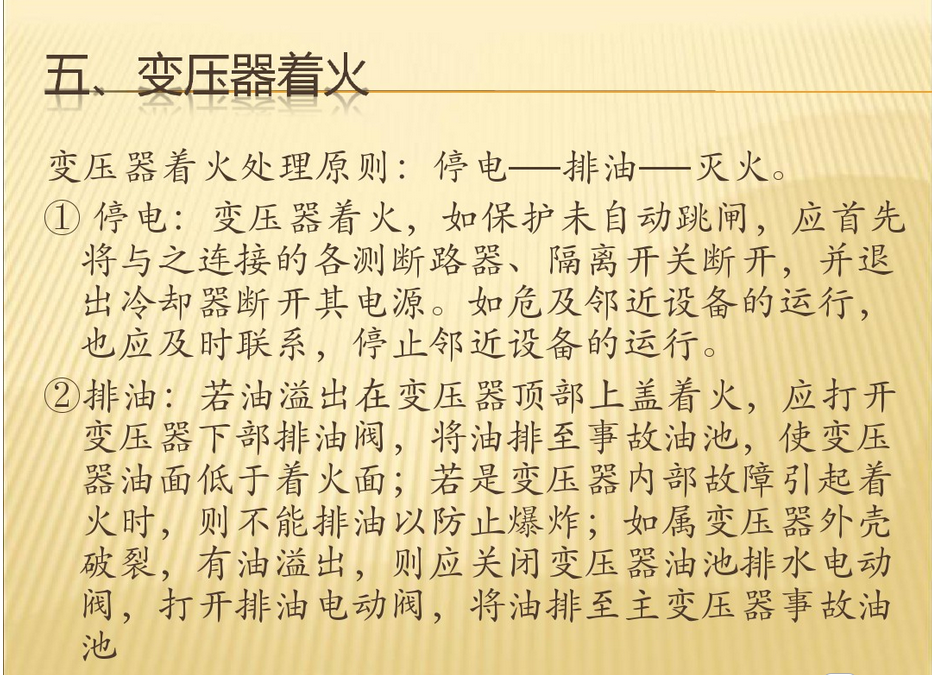 五、变压器着火
变压器着火处理原则：停电——排油——灭火。
① 停电：变压器着火，如保护未自动跳闸，应首先
将与之连接的各测断路器、隔离开关断开，并退
出冷却器断开其电源。如危及邻近设备的运行，
也应及时联系，停止邻近设备的运行。
②排油：若油溢出在变压器顶部上盖着火，应打开
变压器下部排油阀，将油排至事故油池，使变压
器油面低于着火面；若是变压器内部故障引起着
火时，则不能排油以防止爆炸；如属变压器外壳
破裂，有油溢出，则应关闭变压器油池排水电动
阀，打开排油电动阀，将油排至主变压器事故油
池